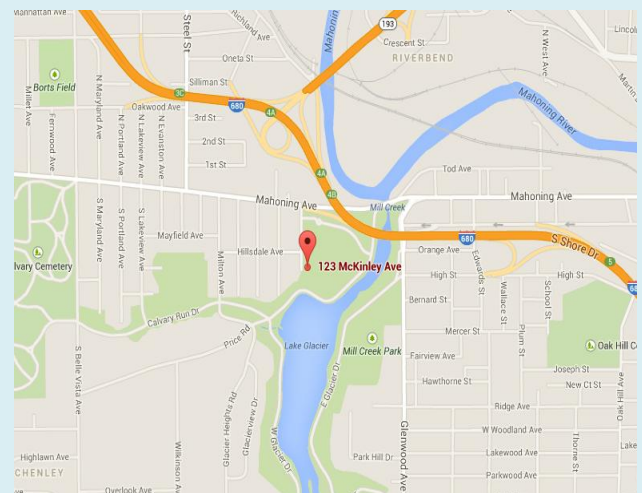 Manhattan Ave
Steel St
Richland Ave
Mahoning
193
Crescent St
N West Ave
Lincol
Oneta St
RIVERBEND
Borts Field
Silliman St
Martin
3C
680
4A
Millet Ave
Fernwood Ave
N Maryland Ave
N Portland Ave
N Lakeview Ave
N Evanston Ave
Oakwood Ave
3rd St
2nd St
1st St
Mahoning River
4A
4B
Tod Ave
Mahoning Ave
Mill Creek
Mahoning Ave
S Maryland Ave
S Portland Ave
S Lakeview Ave
Mayfield Ave
Milton Ave
Hillsdale Ave
123 McKinley Ave
Orange Ave
680
S Shore Dr
5
lvary Cemetery
High St
Edwards St
High St
68
Bernard St
Wallace St
School St
Calvary Run Dr
Price Rd
Mercer St
Plum St
Lake Glacier
Mill Creek Park
Oak Hill C
Fairview Ave
S Belle Vista Ave
E Glacier Dr
Joseph St
Hawthorne St
New Ct St
Oak Hill Ave
Glacier Heights Rd
Glacierview Dr
Glenwood Ave
Ridge Ave
W Glacier Dr
W Woodland Ave
Thorne St
Lake
Highlawn Ave
Wilkinson Ave
Park Hill Dr
Lakewood Ave
CHENLEY
Parkwood Ave
Overlook Ave